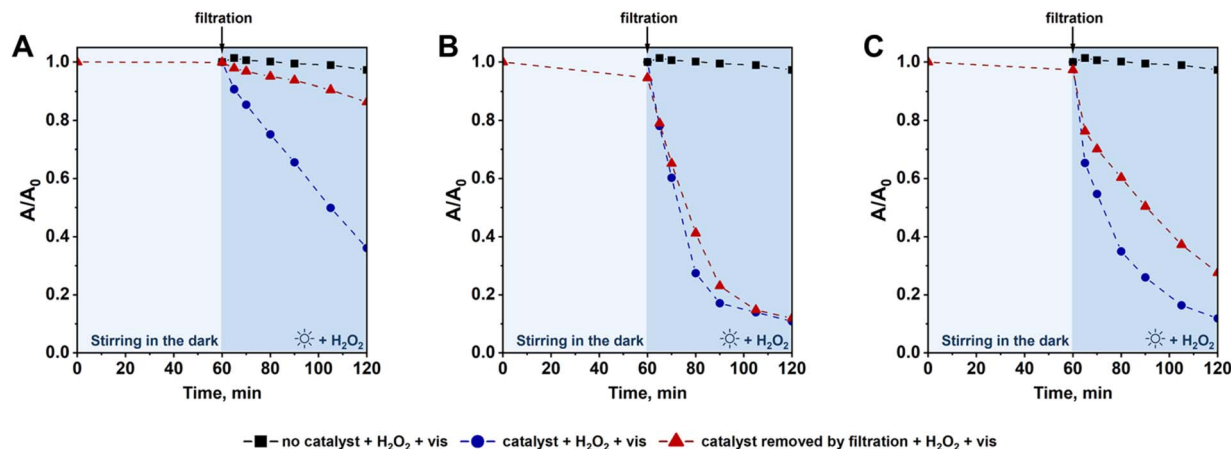 filtration
filtration
filtration
A
B
C
A/A₀
1.0
0.8
0.6
0.4
0.2
0.0
Stirring in the dark
+ H₂O₂
0 20 40 60 80 100 120
Time, min
A/A₀
1.0
0.8
0.6
0.4
0.2
0.0
Stirring in the dark
+ H₂O₂
0 20 40 60 80 100 120
Time, min
A/A₀
1.0
0.8
0.6
0.4
0.2
0.0
Stirring in the dark
+ H₂O₂
0 20 40 60 80 100 120
Time, min
no catalyst + H₂O₂ + vis catalyst + H₂O₂ + vis catalyst removed by filtration + H₂O₂ + vis